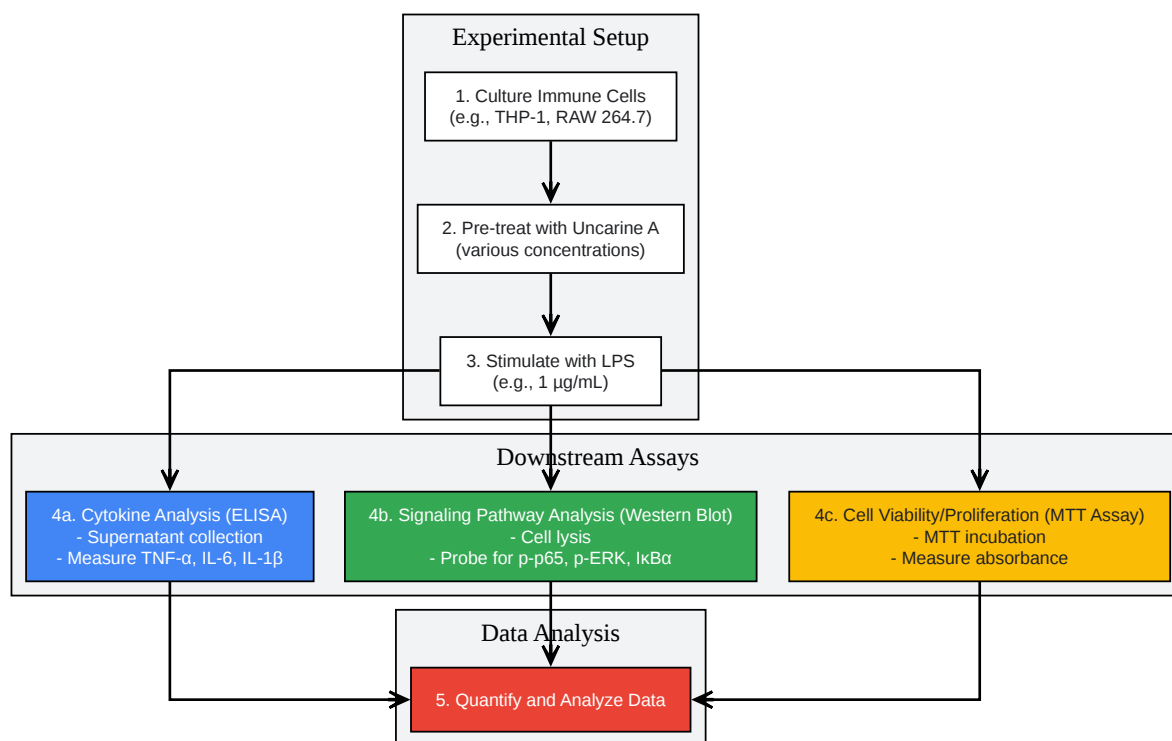 Experimental Setup
1. Culture Immune Cells
(e.g., THP-1, RAW 264.7)
2. Pre-treat with Uncarine A
(various concentrations)
3. Stimulate with LPS
(e.g., 1 µg/mL)
Downstream Assays
4a. Cytokine Analysis (ELISA)
- Supernatant collection
- Measure TNF-α, IL-6, IL-1β
4b. Signaling Pathway Analysis (Western Blot)
- Cell lysis
- Probe for p-p65, p-ERK, IκBα
4c. Cell Viability/Proliferation (MTT Assay)
- MTT incubation
- Measure absorbance
Data Analysis
5. Quantify and Analyze Data